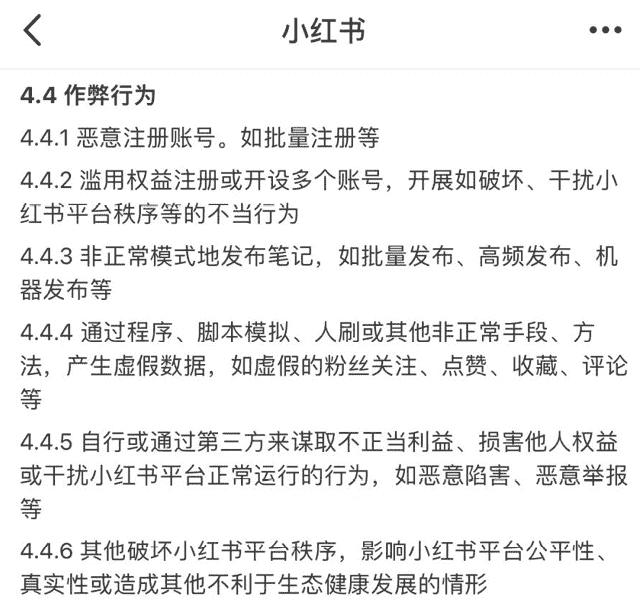 小红书
4.4 作弊行为
4.4.1 恶意注册账号。如批量注册等
4.4.2 滥用权益注册或开设多个账号，开展如破坏、干扰小
红书平台秩序等的不当行为
4.4.3 非正常模式地发布笔记，如批量发布、高频发布、机
器发布等
4.4.4 通过程序、脚本模拟、人刷或其他非正常手段、方
法，产生虚假数据，如虚假的粉丝关注、点赞、收藏、评论
等
4.4.5 自行或通过第三方来谋取不正当利益、损害他人权益
或干扰小红书平台正常运行的行为，如恶意陷害、恶意举报
等
4.4.6 其他破坏小红书平台秩序，影响小红书平台公平性、
真实性或造成其他不利于生态健康发展的情形